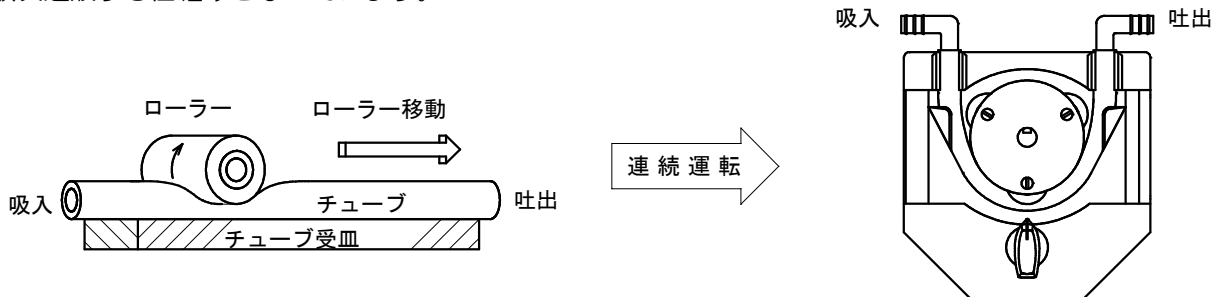 吸入 吐出
ローラー ローラー移動
連続運転
吸入 チューブ 吐出
チューブ受皿